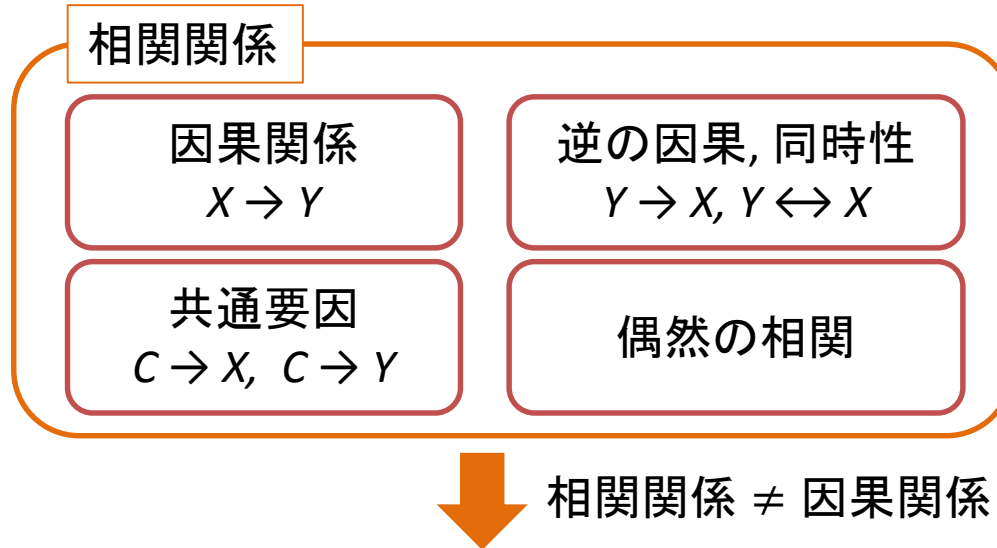 相関関係
因果関係
X → Y
逆の因果, 同時性
Y → X, Y ↔ X
共通要因
C → X, C → Y
偶然の相関
相関関係 ≠ 因果関係